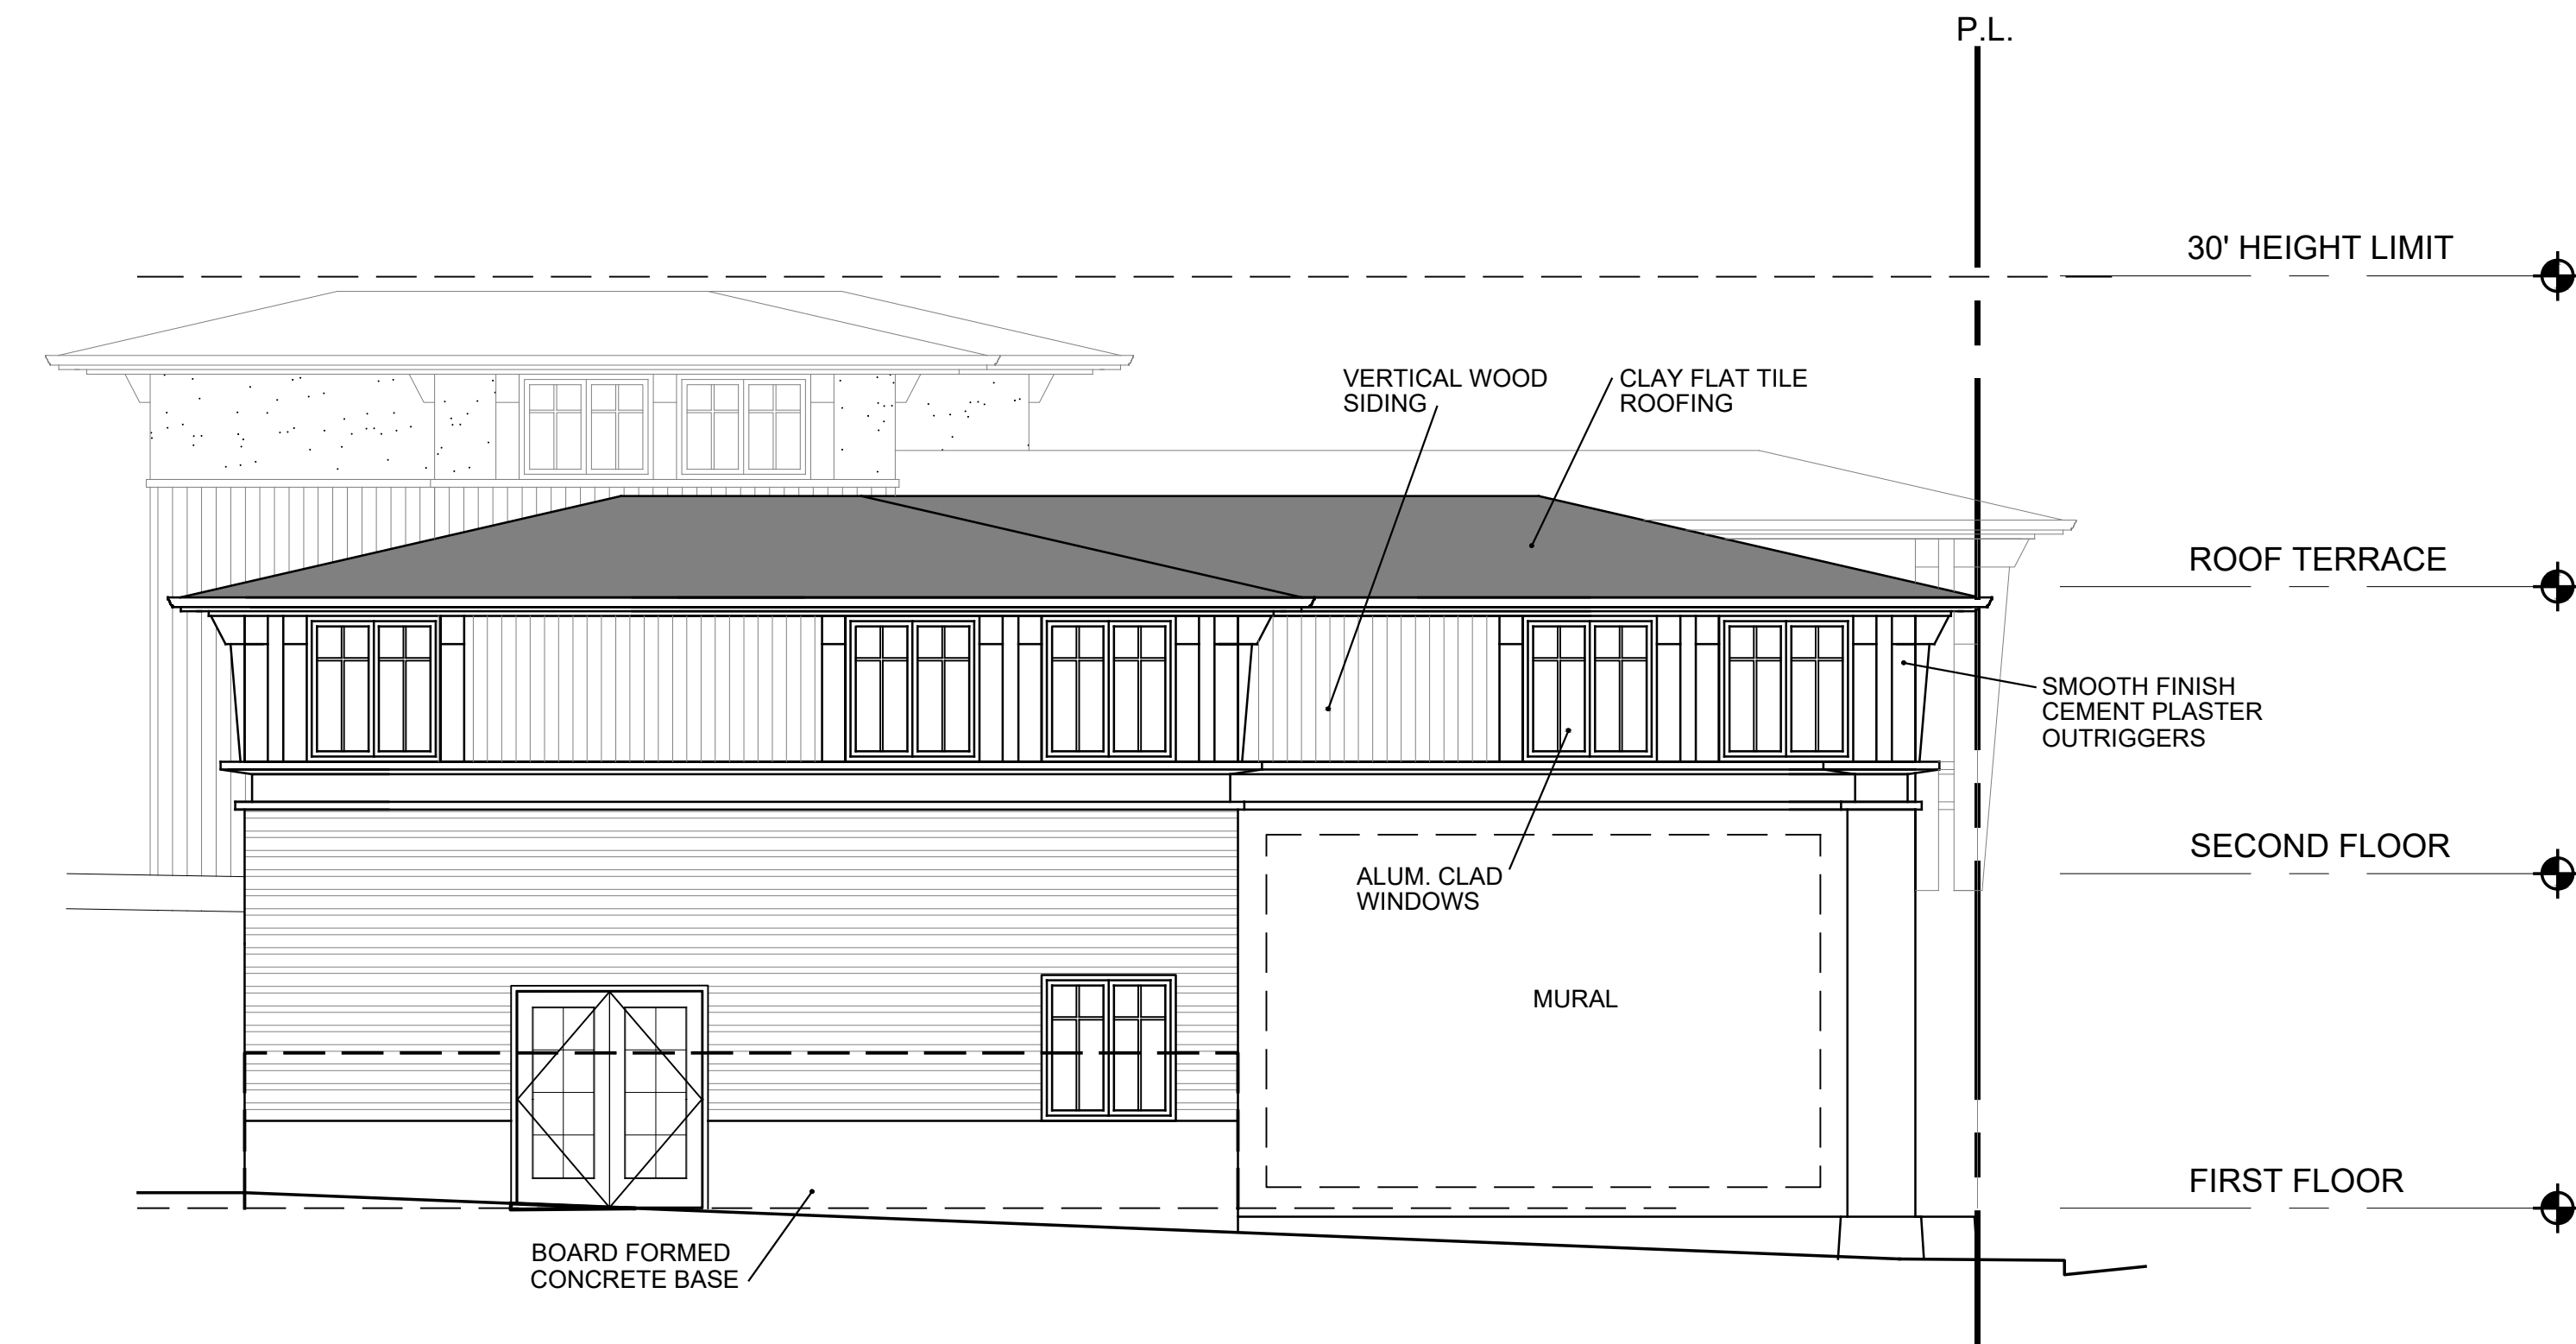 P.L.
30' HEIGHT LIMIT
VERTICAL WOOD
SIDING
CLAY FLAT TILE
ROOFING
ROOF TERRACE
SMOOTH FINISH
CEMENT PLASTER
OUTRIGGERS
SECOND FLOOR
ALUM. CLAD
WINDOWS
MURAL
FIRST FLOOR
BOARD FORMED
CONCRETE BASE